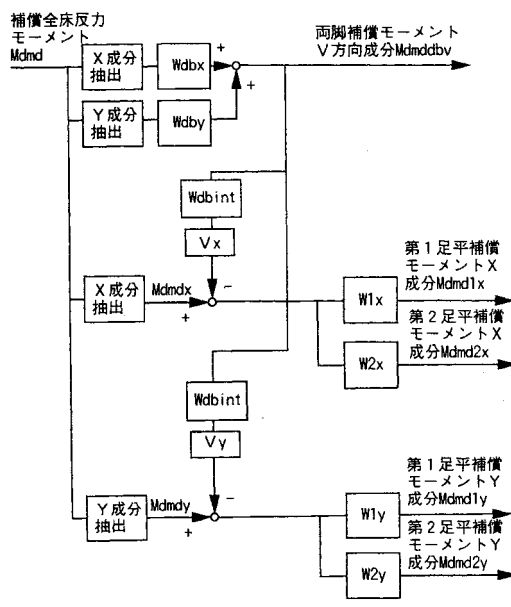 補償全床反力
モーメント
Mdmd
X成分
抽出
Wdbx
+
+
両脚補償モーメント
V方向成分Mdmddbv
Y成分
抽出
Wdby
Wdbint
Vx
X成分
抽出
Mdmdx
+
−
第1足平補償
モーメントX
成分Mdmd1x
W1x
第2足平補償
モーメントX
成分Mdmd2x
W2x
Wdbint
Vy
Y成分
抽出
Mdmdy
+
−
第1足平補償
モーメントY
成分Mdmd1y
W1y
第2足平補償
モーメントY
成分Mdmd2y
W2y